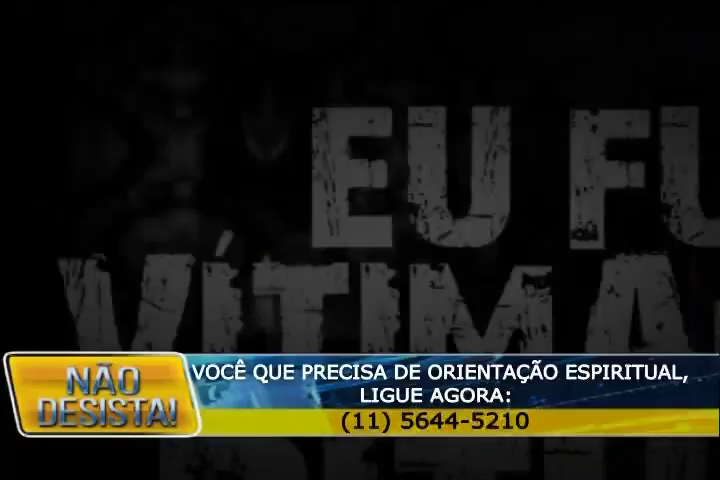 EU FU
VÍTIMA
NÃO
DESISTA!
VOCÊ QUE PRECISA DE ORIENTAÇÃO ESPIRITUAL,
LIGUE AGORA:
(11) 5644-5210